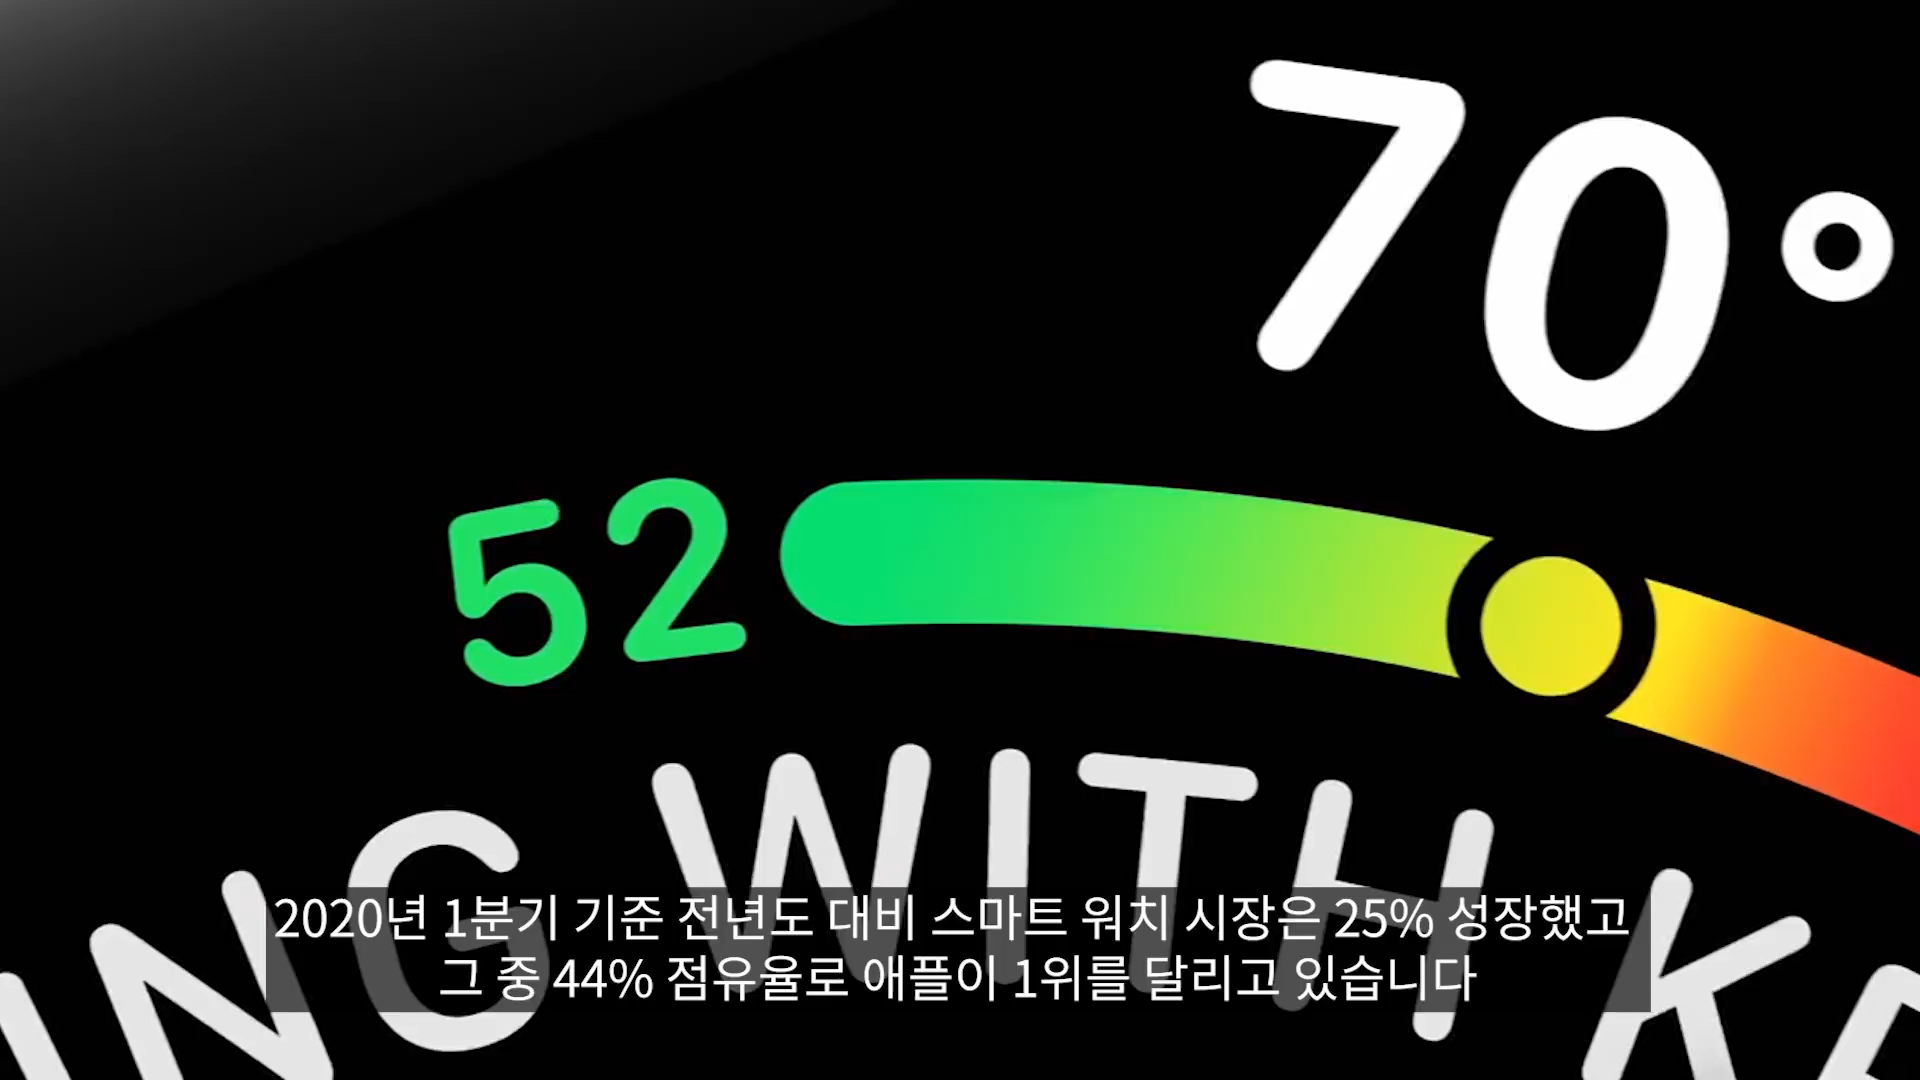 70°
52
ING WITH
2020년 1분기 기준 전년도 대비 스마트 워치 시장은 25% 성장했고
그 중 44% 점유율로 애플이 1위를 달리고 있습니다